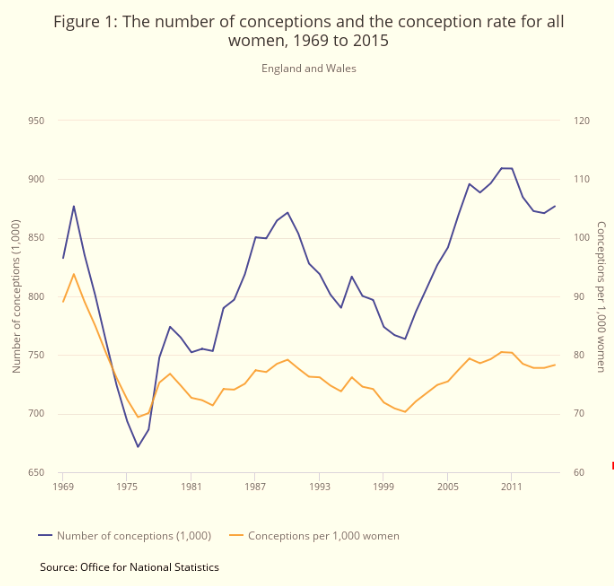 Figure 1: The number of conceptions and the conception rate for all
women, 1969 to 2015
England and Wales
950
900
850
800
750
700
650
Number of conceptions (1,000)
120
110
100
90
80
70
60
Conceptions per 1,000 women
1969 1975 1981 1987 1993 1999 2005 2011
Number of conceptions (1,000) Conceptions per 1,000 women
Source: Office for National Statistics